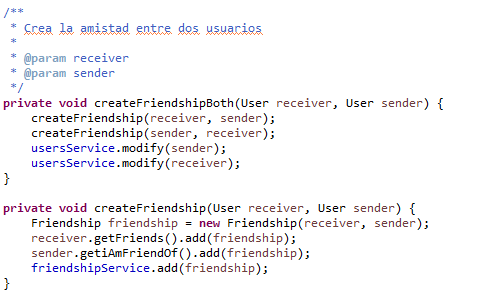 /**
 * Crea la amistad entre dos usuarios
 *
 * @param receiver
 * @param sender
 */
private void createFriendshipBoth(User receiver, User sender) {
    createFriendship(receiver, sender);
    createFriendship(sender, receiver);
    usersService.modify(sender);
    usersService.modify(receiver);
}

private void createFriendship(User receiver, User sender) {
    Friendship friendship = new Friendship(receiver, sender);
    receiver.getFriends().add(friendship);
    sender.getiAmFriendOf().add(friendship);
    friendshipService.add(friendship);
}